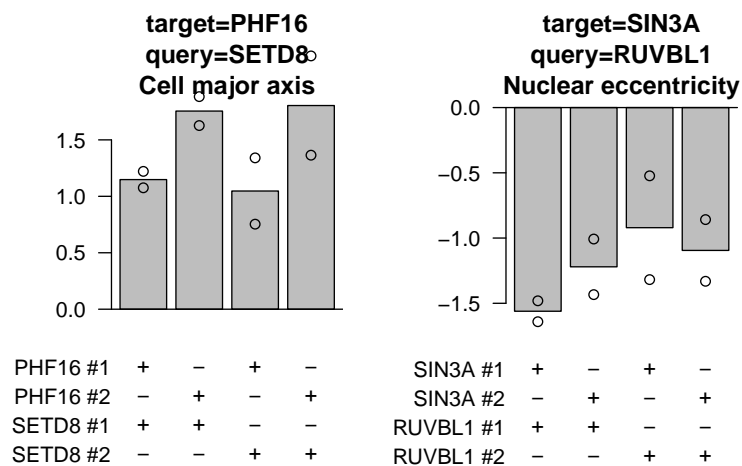 target=PHF16
query=SETD8
Cell major axis
1.5
1.0
0.5
0.0
PHF16 #1 + − + −
PHF16 #2 − + − +
SETD8 #1 + + − −
SETD8 #2 − − + +
target=SIN3A
query=RUVBL1
Nuclear eccentricity
0.0
−0.5
−1.0
−1.5
SIN3A #1 + − + −
SIN3A #2 − + − +
RUVBL1 #1 + + − −
RUVBL1 #2 − − + +